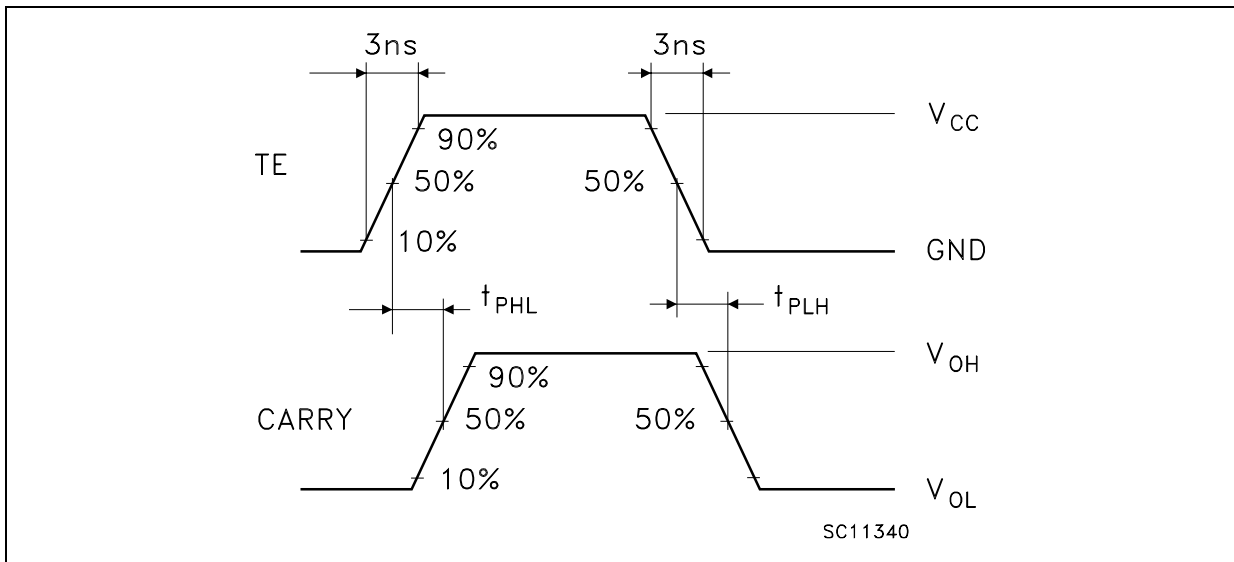 3ns 3ns
V_CC
90%
TE
50% 50%
10%
GND
t_PHL t_PLH
V_OH
90%
CARRY 50% 50%
10%
V_OL
SC11340